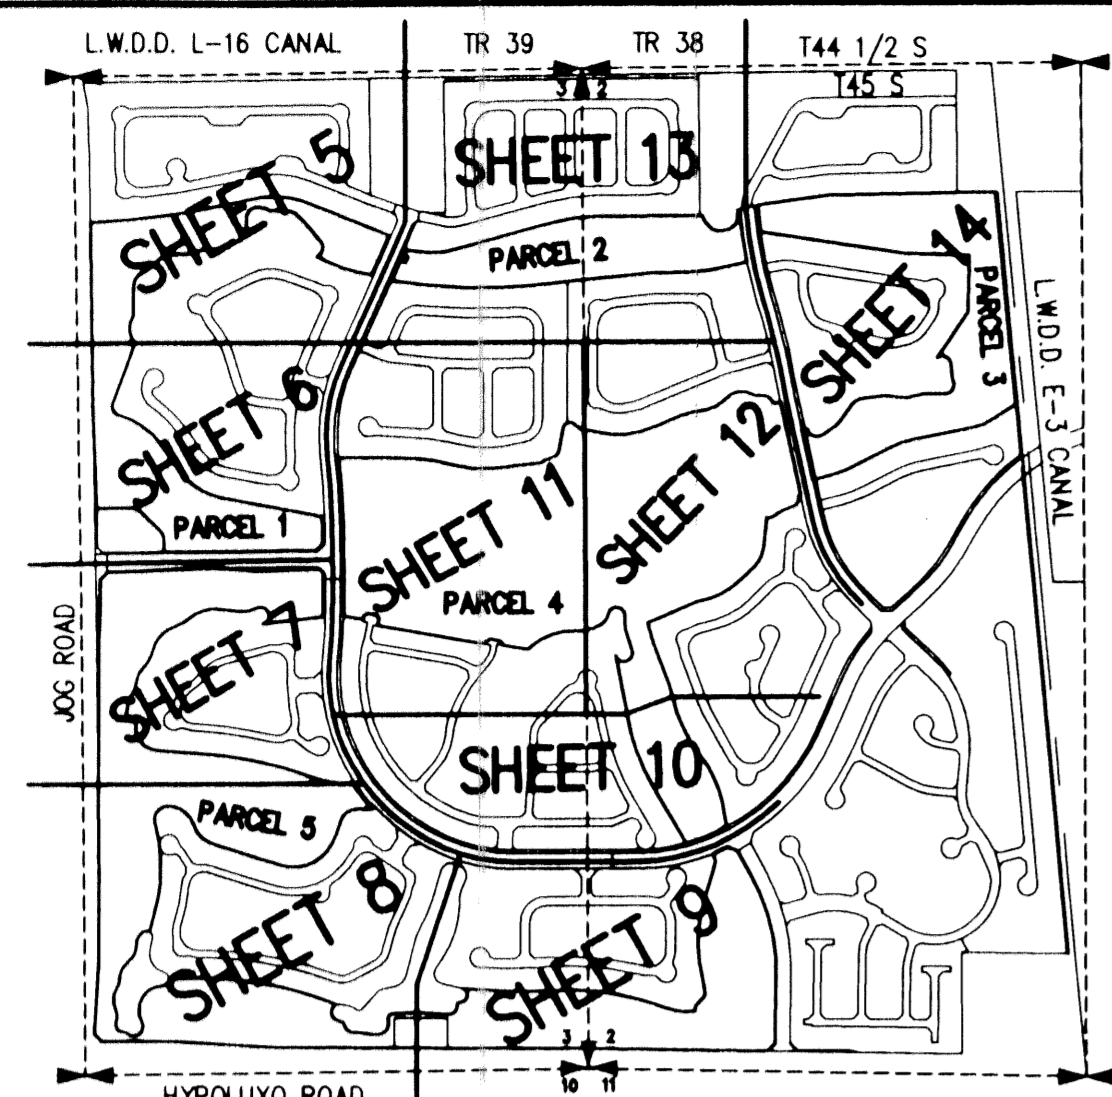 L.W.D.D. L-16 CANAL
TR 39
TR 38
T44 1/2 S
T45 S
3 2
SHEET 5
SHEET 13
SHEET 14
PARCEL 2
PARCEL 3
L.W.D.D. E-3 CANAL
SHEET 6
SHEET 12
SHEET 11
PARCEL 1
PARCEL 4
JOG ROAD
SHEET 7
SHEET 10
PARCEL 5
SHEET 8
SHEET 9
3 2
10 11
HYPOLUXO ROAD